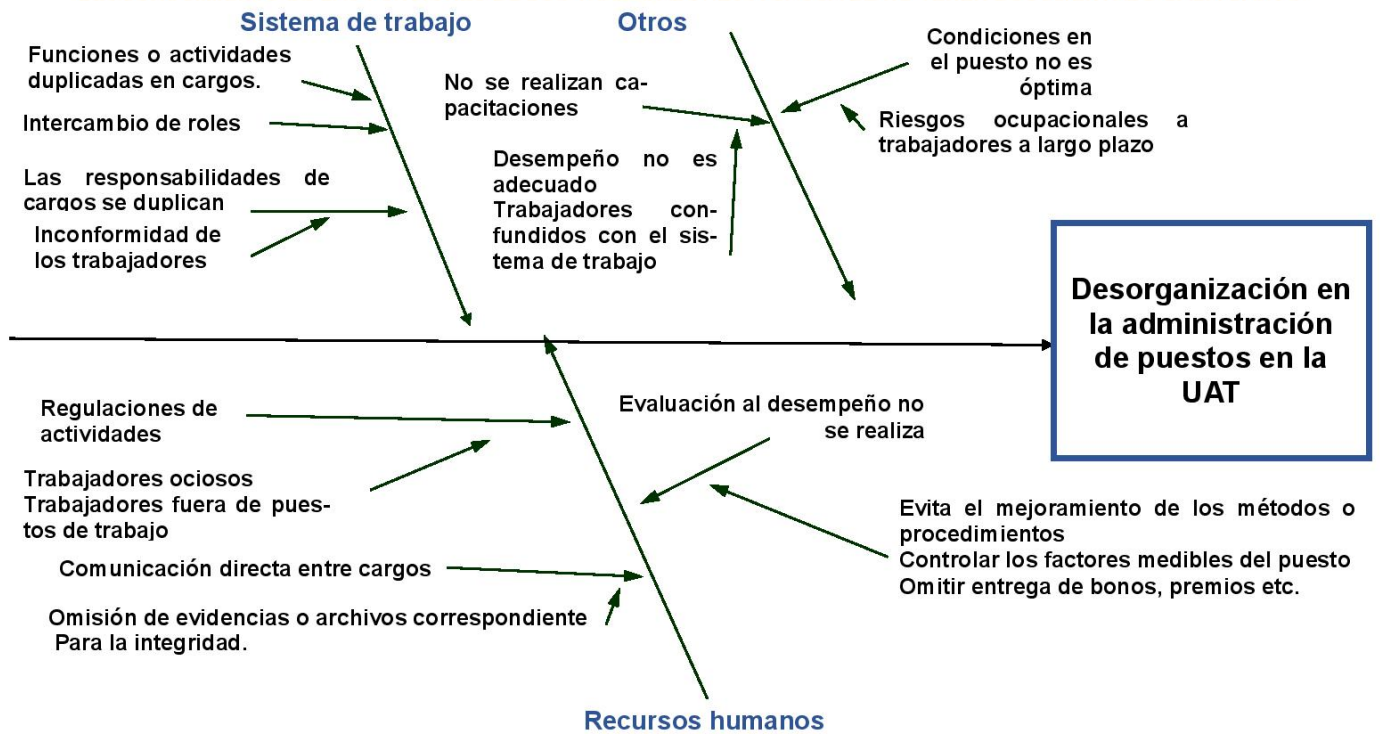 Sistema de trabajo
Funciones o actividades
duplicadas en cargos.
Intercambio de roles
Las responsabilidades de
cargos se duplican
Inconformidad de
los trabajadores
Otros
No se realizan ca-
pacitaciones
Desempeño no es
adecuado
Trabajadores con-
fundidos con el sis-
tema de trabajo
Condiciones en
el puesto no es
óptima
Riesgos ocupacionales a
trabajadores a largo plazo
Desorganización en
la administración
de puestos en la
UAT
Regulaciones de
actividades
Trabajadores ociosos
Trabajadores fuera de pues-
tos de trabajo
Comunicación directa entre cargos
Omisión de evidencias o archivos correspondiente
Para la integridad.
Evaluación al desempeño no
se realiza
Evita el mejoramiento de los métodos o
procedimientos
Controlar los factores medibles del puesto
Omitir entrega de bonos, premios etc.
Recursos humanos